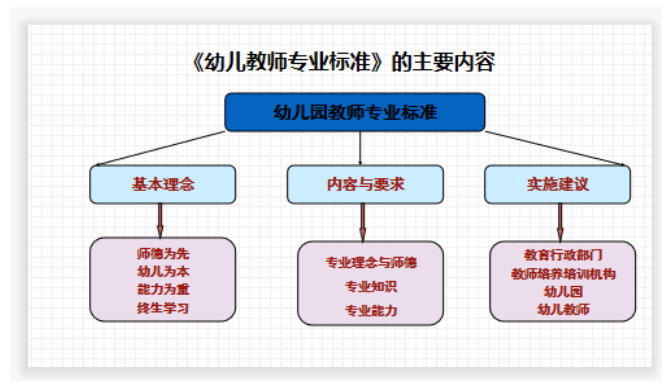 《幼儿教师专业标准》的主要内容
幼儿园教师专业标准
基本理念
内容与要求
实施建议
师德为先
幼儿为本
能力为重
终生学习
专业理念与师德
专业知识
专业能力
教育行政部门
教师培养培训机构
幼儿园
幼儿教师